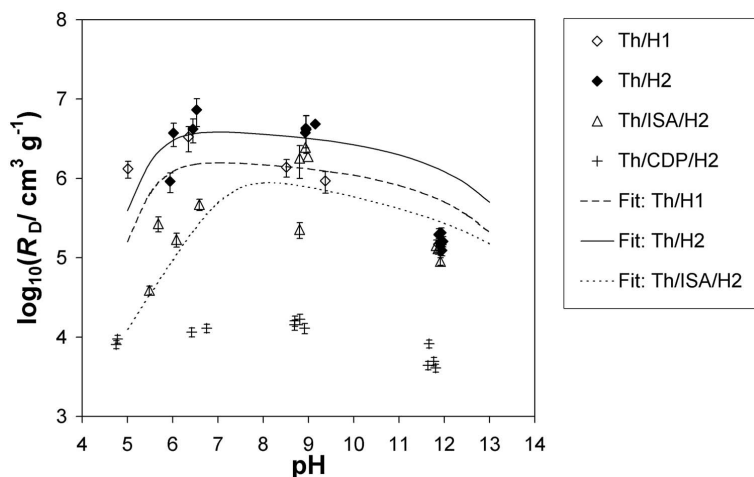 8
7
6
5
4
3
log10(RD/ cm3 g-1)
4 5 6 7 8 9 10 11 12 13 14
pH
Th/H1
Th/H2
Th/ISA/H2
Th/CDP/H2
Fit: Th/H1
Fit: Th/H2
Fit: Th/ISA/H2